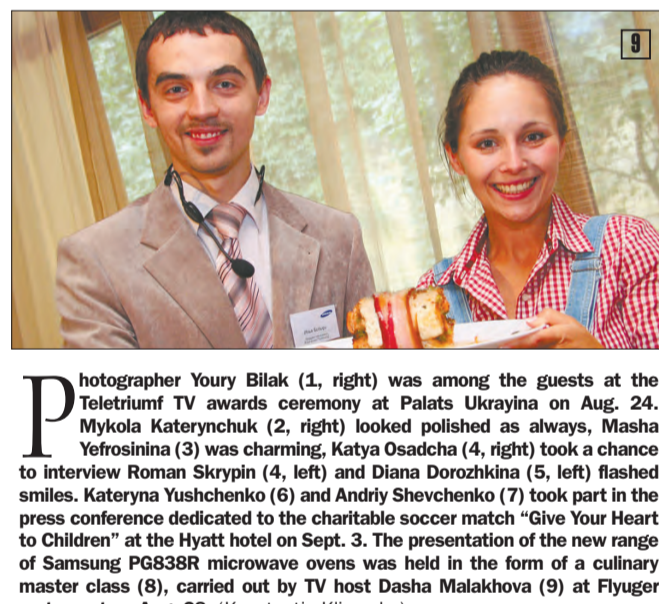 9
Photographer Youry Bilak (1, right) was among the guests at the
Teletriumf TV awards ceremony at Palats Ukrayina on Aug. 24.
Mykola Katerynchuk (2, right) looked polished as always, Masha
Yefrosinina (3) was charming, Katya Osadcha (4, right) took a chance
to interview Roman Skrypin (4, left) and Diana Dorozhkina (5, left) flashed
smiles. Kateryna Yushchenko (6) and Andriy Shevchenko (7) took part in the
press conference dedicated to the charitable soccer match “Give Your Heart
to Children” at the Hyatt hotel on Sept. 3. The presentation of the new range
of Samsung PG838R microwave ovens was held in the form of a culinary
master class (8), carried out by TV host Dasha Malakhova (9) at Flyuger